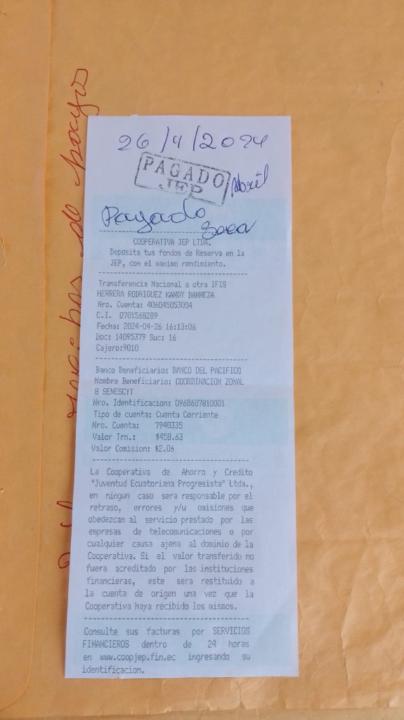 26/4/2024
PAGADO
JEP
Abril
Pagado
COOPERATIVA JEP LTDA.
Deposita tus fondos de Reserva en la
JEP, con el maximo rendimiento.
Transferencia Nacional a otra IFIS
HERRERA RODRIGUEZ KANDY
Nro. Cuenta: 406045053004
C.I. 0701568289
Fecha: 2024-04-26 16:13:06
Doc: 14095379 Suc: 16
Cajero:9010
Banco Beneficiario: BANCO DEL PACIFICO
Nombre Beneficiario: COORDINACION ZONAL
8 SENESCYT
Nro. Identificacion: 0968607810001
Tipo de cuenta: Cuenta Corriente
Nro. Cuenta: 7940335
Valor Trn.: $458.63
Valor Comision: $2.06
La Cooperativa de Ahorro y Credito
"Juventud Ecuatoriana Progresista" Ltda.,
en ningun caso sera responsable por el
retraso, errores y/u omisiones que
obedezcan al servicio prestado por las
empresas de telecomunicaciones o por
cualquier causa ajena al dominio de la
Cooperativa. Si el valor transferido no
fuera acreditado por las instituciones
financieras, este sera restituido a
la cuenta de origen una vez que la
Cooperativa haya recibido los mismos.
Consulte sus facturas por SERVICIOS
FINANCIEROS dentro de 24 horas
en www.coopjep.fin.ec ingresando su
identificacion.
de pagos